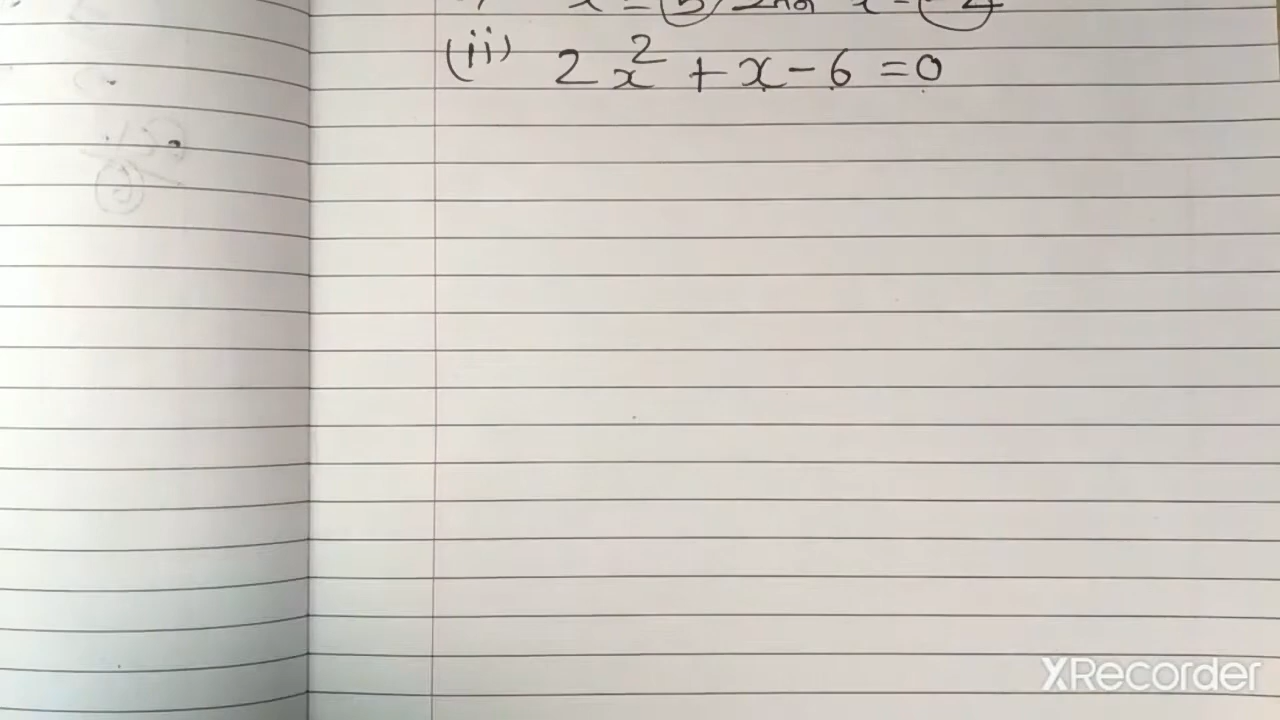 (ii) 2x² + x - 6 = 0
XRecorder